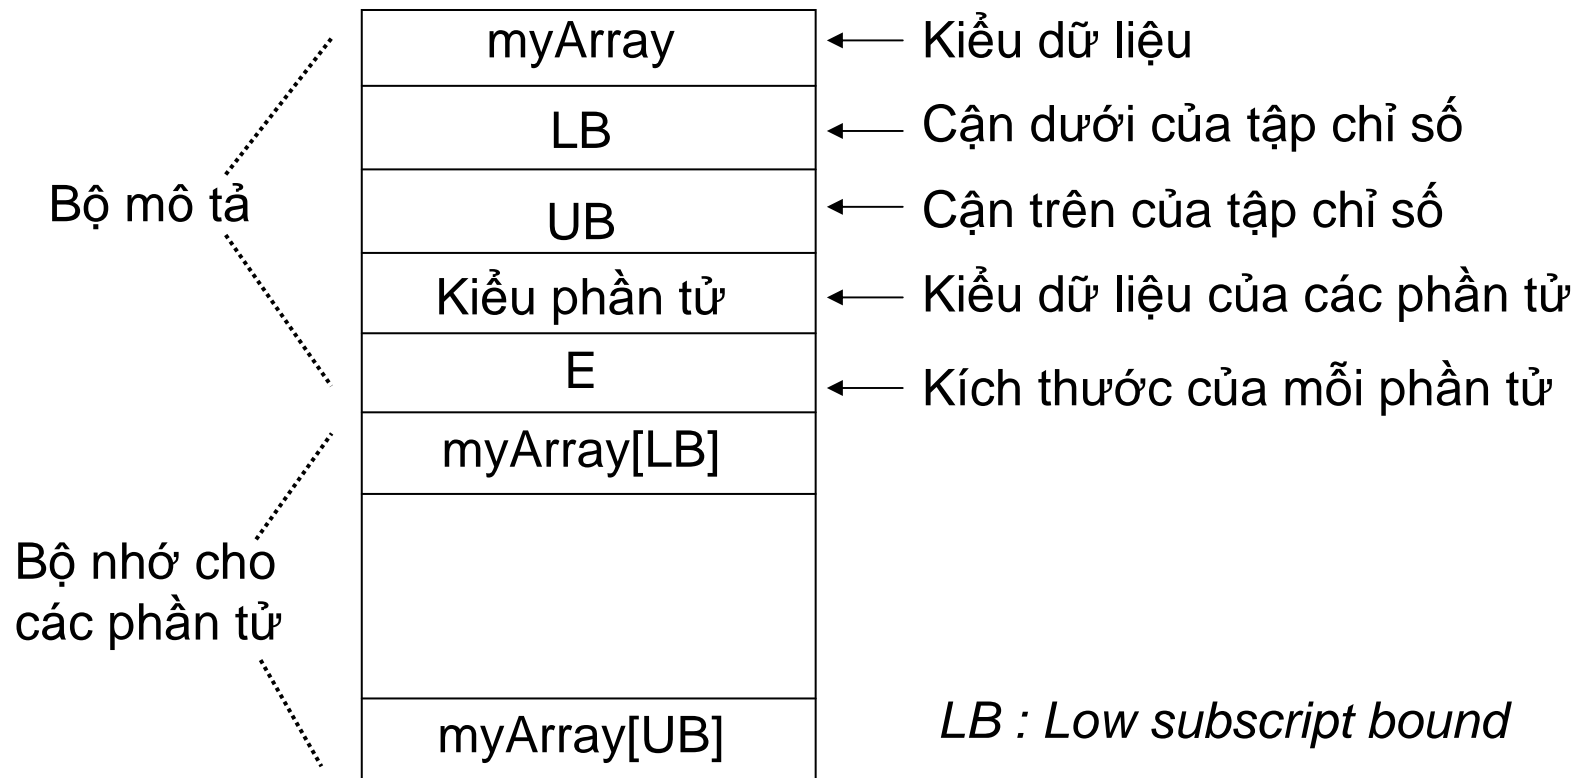 myArray
Kiểu dữ liệu
LB
Cận dưới của tập chỉ số
Bộ mô tả
UB
Cận trên của tập chỉ số
Kiểu phần tử
Kiểu dữ liệu của các phần tử
E
Kích thước của mỗi phần tử
myArray[LB]
Bộ nhớ cho
các phần tử
myArray[UB]
LB : Low subscript bound